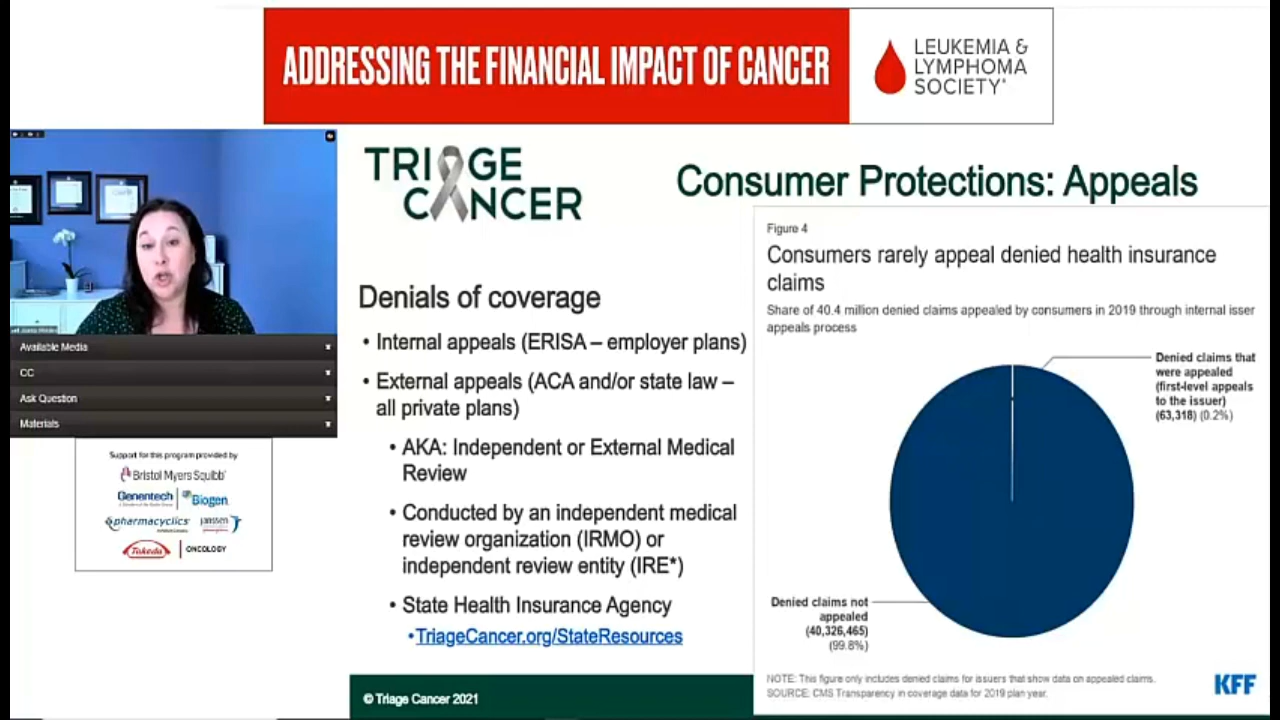 ADDRESSING THE FINANCIAL IMPACT OF CANCER
LEUKEMIA &
LYMPHOMA
SOCIETY®
TRIAGE
CANCER
Consumer Protections: Appeals
Available Media
CC
Ask Question
Materials
Support for this program provided by
Bristol Myers Squibb™
Genentech
Biogen
pharmacyclics
janssen
Takeda
ONCOLOGY
Denials of coverage
• Internal appeals (ERISA – employer plans)
• External appeals (ACA and/or state law –
all private plans)
• AKA: Independent or External Medical
Review
• Conducted by an independent medical
review organization (IRMO) or
independent review entity (IRE*)
• State Health Insurance Agency
•TriageCancer.org/StateResources
© Triage Cancer 2021
Figure 4
Consumers rarely appeal denied health insurance
claims
Share of 40.4 million denied claims appealed by consumers in 2019 through internal isser
appeals process
Denied claims that
were appealed
(first-level appeals
to the issuer)
(63,318) (0.2%)
Denied claims not
appealed
(40,326,465)
(99.8%)
NOTE: This figure only includes denied claims for issuers that show data on appealed claims.
SOURCE: CMS Transparency in coverage data for 2019 plan year.
KFF